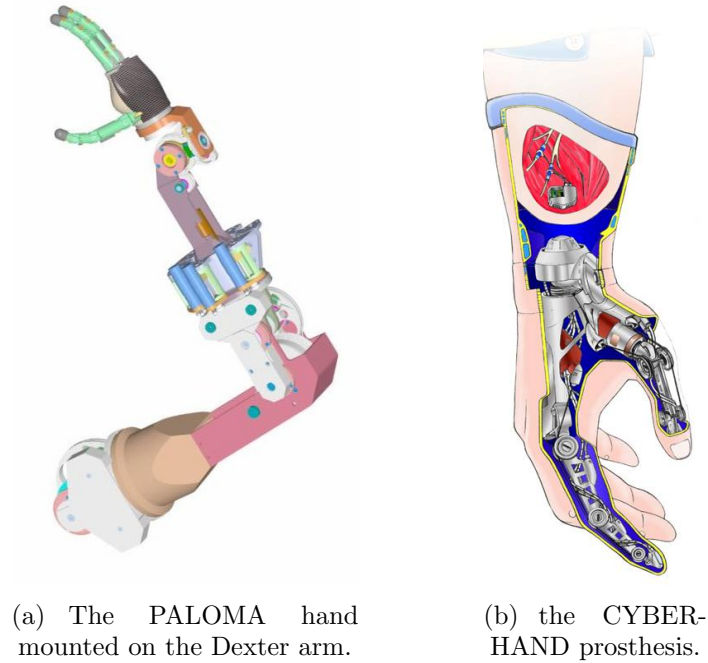 (a) The PALOMA hand
mounted on the Dexter arm.
(b) the CYBER-
HAND prosthesis.